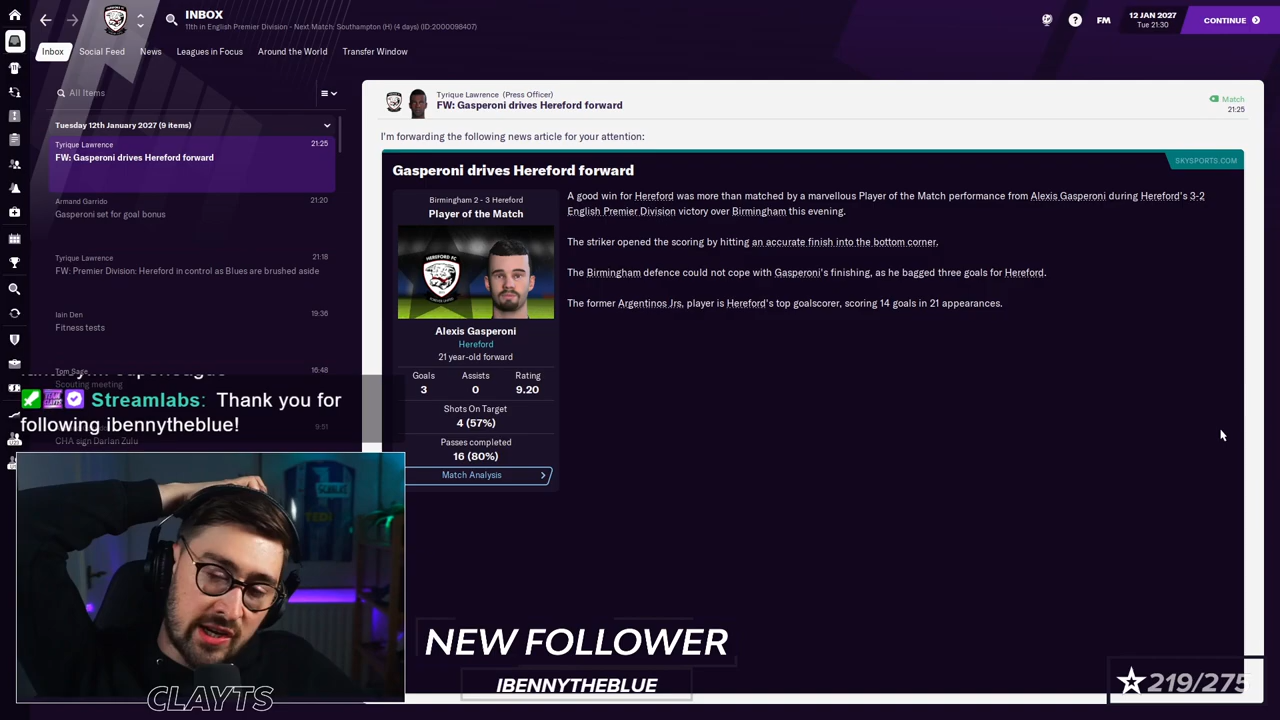 INBOX
11th in English Premier Division - Next Match: Southampton (H) (4 days) (ID:2000098407)
FM
12 JAN 2027
Tue 21:30
CONTINUE
Inbox
Social Feed
News
Leagues in Focus
Around the World
Transfer Window
All Items
Tuesday 12th January 2027 (9 items)
Tyrique Lawrence
21:25
FW: Gasperoni drives Hereford forward
Armand Garrido
21:20
Gasperoni set for goal bonus
Tyrique Lawrence
21:18
FW: Premier Division: Hereford in control as Blues are brushed aside
Iain Den
19:36
Fitness tests
Tom Sage
16:48
Scouting meeting
Streamlabs: Thank you for
following ibennytheblue!
9:51
CHA sign Darlan Zulu
Tyrique Lawrence (Press Officer)
FW: Gasperoni drives Hereford forward
Match
21:25
I'm forwarding the following news article for your attention:
Gasperoni drives Hereford forward
SKYSPORTS.COM
Birmingham 2 - 3 Hereford
Player of the Match
HEREFORD FC
Alexis Gasperoni
Hereford
21 year-old forward
Goals
Assists
Rating
3
0
9.20
Shots On Target
4 (57%)
Passes completed
16 (80%)
Match Analysis
A good win for Hereford was more than matched by a marvellous Player of the Match performance from Alexis Gasperoni during Hereford's 3-2
English Premier Division victory over Birmingham this evening.
The striker opened the scoring by hitting an accurate finish into the bottom corner.
The Birmingham defence could not cope with Gasperoni's finishing, as he bagged three goals for Hereford.
The former Argentinos Jrs. player is Hereford's top goalscorer, scoring 14 goals in 21 appearances.
NEW FOLLOWER
IBENNYTHEBLUE
CLAYTS
219/275